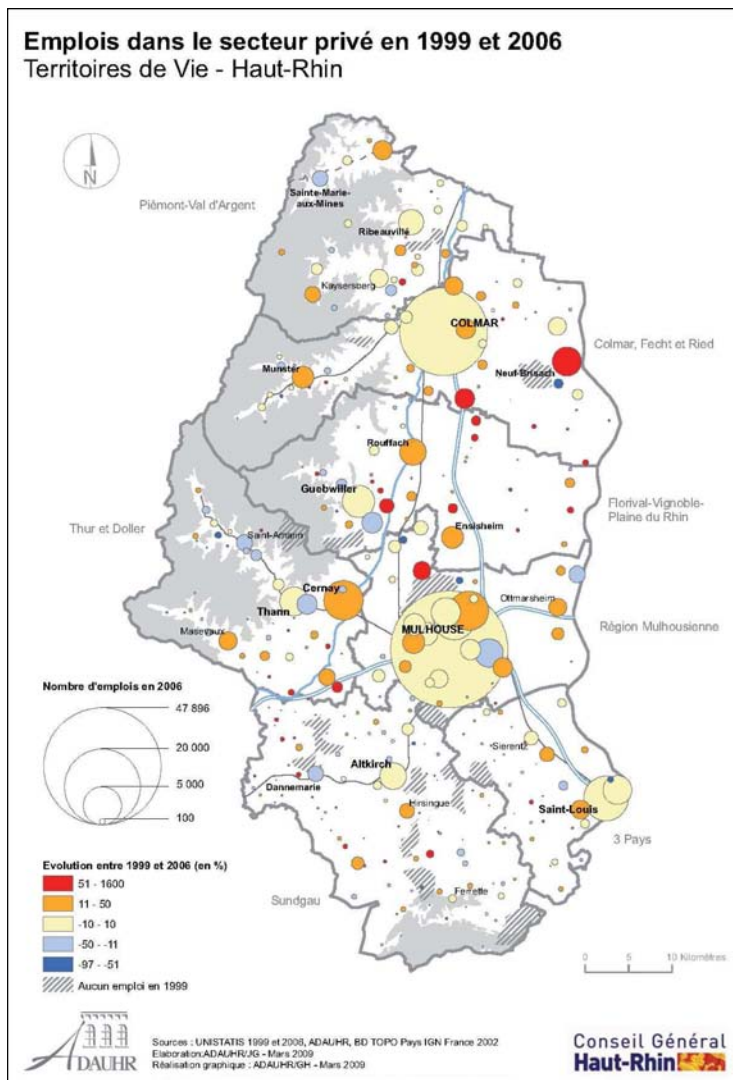 Emplois dans le secteur privé en 1999 et 2006
Territoires de Vie - Haut-Rhin
N
Sainte-Marie-
aux-Mines
Piémont-Val d'Argent
Ribeauvillé
Kaysersberg
COLMAR
Colmar, Fecht et Ried
Munster
Neuf-Brisach
Rouffach
Guebwiller
Florival-Vignoble-
Plaine du Rhin
Thur et Doller
Saint-Amarin
Ensisheim
Cernay
Thann
Ottmarsheim
Région Mulhousienne
MULHOUSE
Masevaux
Nombre d'emplois en 2006
47 896
20 000
5 000
100
Sierentz
Altkirch
Dannemarie
Hirsingue
Saint-Louis
3 Pays
Evolution entre 1999 et 2006 (en %)
51 - 1600
11 - 50
-10 - 10
-50 - -11
-97 - -51
Aucun emploi en 1999
Sundgau
Ferrette
0 5 10 Kilomètres
ADAUHR
Sources : UNISTATIS 1999 et 2006, ADAUHR, BD TOPO Pays IGN France 2002
Elaboration:ADAUHR/JG - Mars 2009
Réalisation graphique : ADAUHR/GH - Mars 2009
Conseil Général
Haut-Rhin